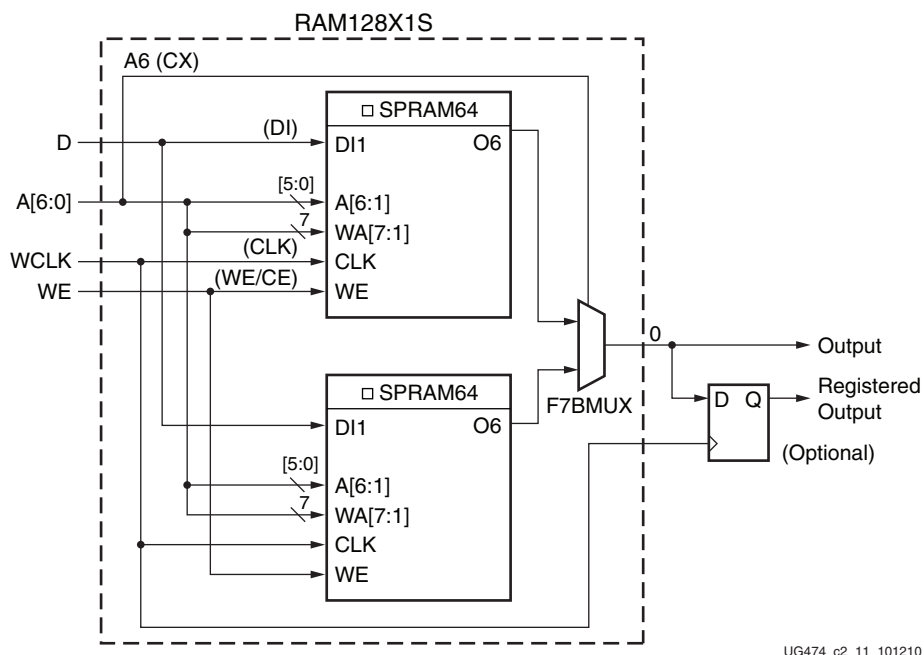 RAM128X1S
A6 (CX)
□ SPRAM64
D
(DI)
DI1
O6
A[6:0]
[5:0]
A[6:1]
7
WA[7:1]
WCLK
(CLK)
CLK
WE
(WE/CE)
WE
0
Output
□ SPRAM64
F7BMUX
D Q
Registered
Output
(Optional)
DI1
O6
[5:0]
A[6:1]
7
WA[7:1]
CLK
WE
UG474_c2_11_101210